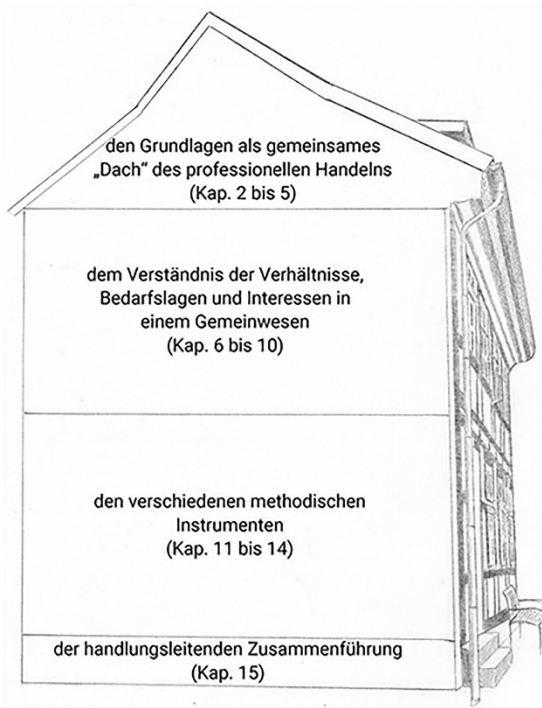 den Grundlagen als gemeinsames
„Dach“ des professionellen Handelns
(Kap. 2 bis 5)
dem Verständnis der Verhältnisse,
Bedarfslagen und Interessen in
einem Gemeinwesen
(Kap. 6 bis 10)
den verschiedenen methodischen
Instrumenten
(Kap. 11 bis 14)
der handlungsleitenden Zusammenführung
(Kap. 15)